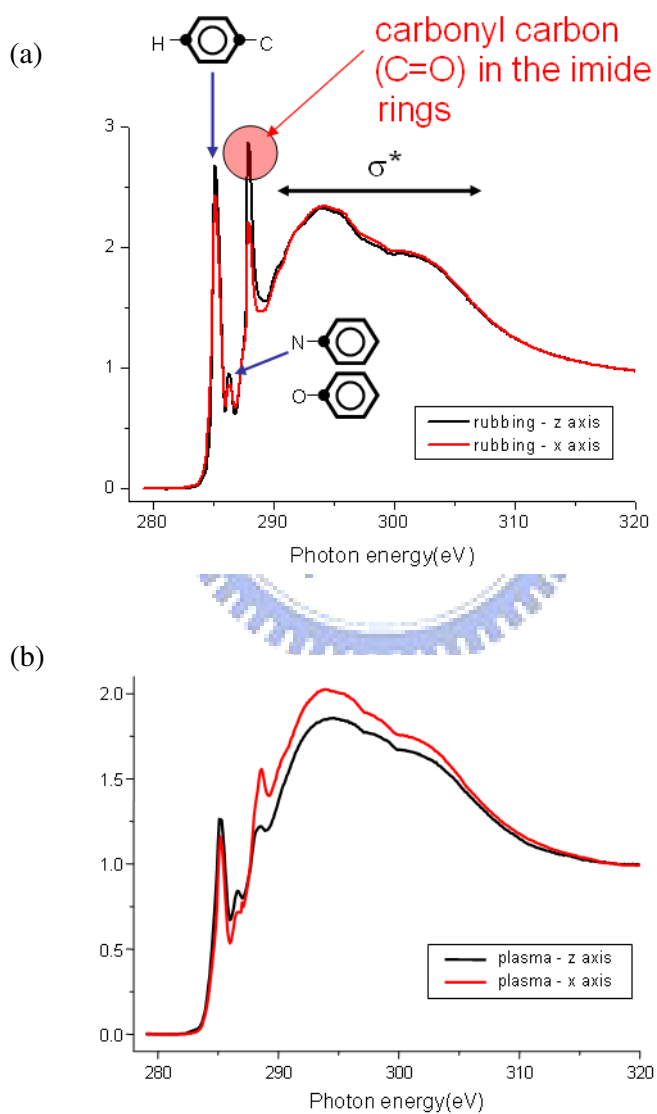 (a)
H
C
carbonyl carbon
(C=O) in the imide
rings
σ*
N
O
3
2
1
0
rubbing - z axis
rubbing - x axis
280 290 300 310 320
Photon energy(eV)
(b)
2.0
1.5
1.0
0.5
0.0
plasma - z axis
plasma - x axis
280 290 300 310 320
Photon energy(eV)